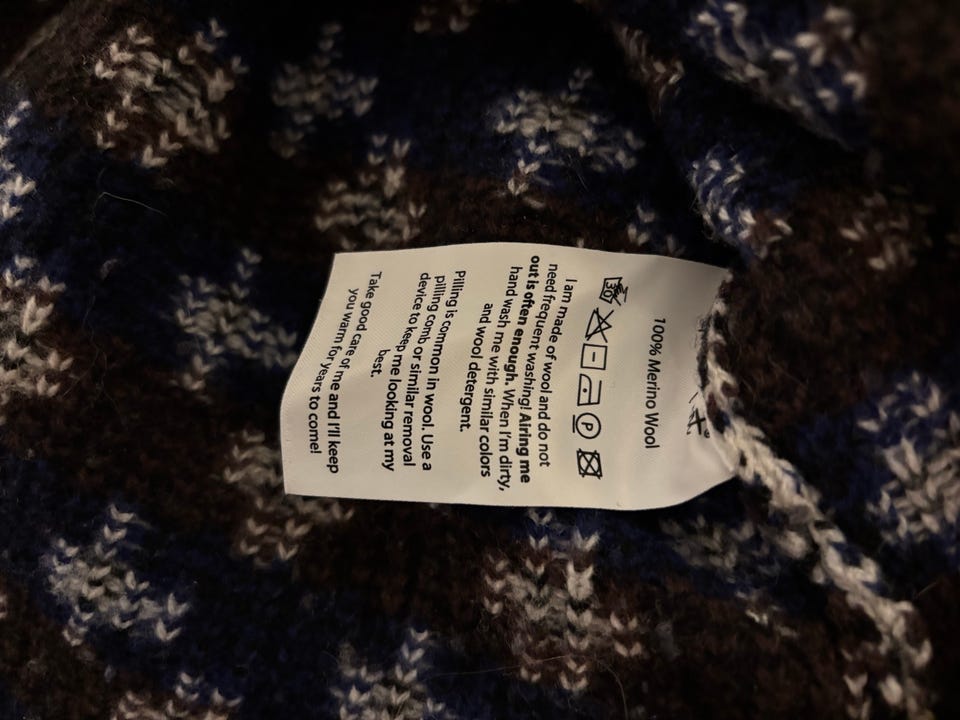 100% Merino Wool
30 P
I am made of wool and do not
need frequent washing! Airing me
out is often enough. When I'm dirty,
hand wash me with similar colors
and wool detergent.
Pilling is common in wool. Use a
pilling comb or similar removal
device to keep me looking at my
best.
Take good care of me and I'll keep
you warm for years to come!